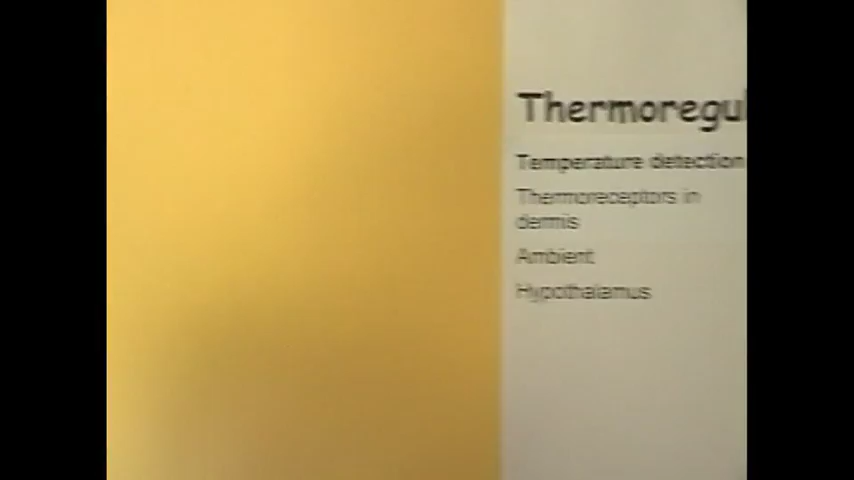 Thermoregul
Temperature detection
Thermoreceptors in
dermis
Ambient
Hypothalamus